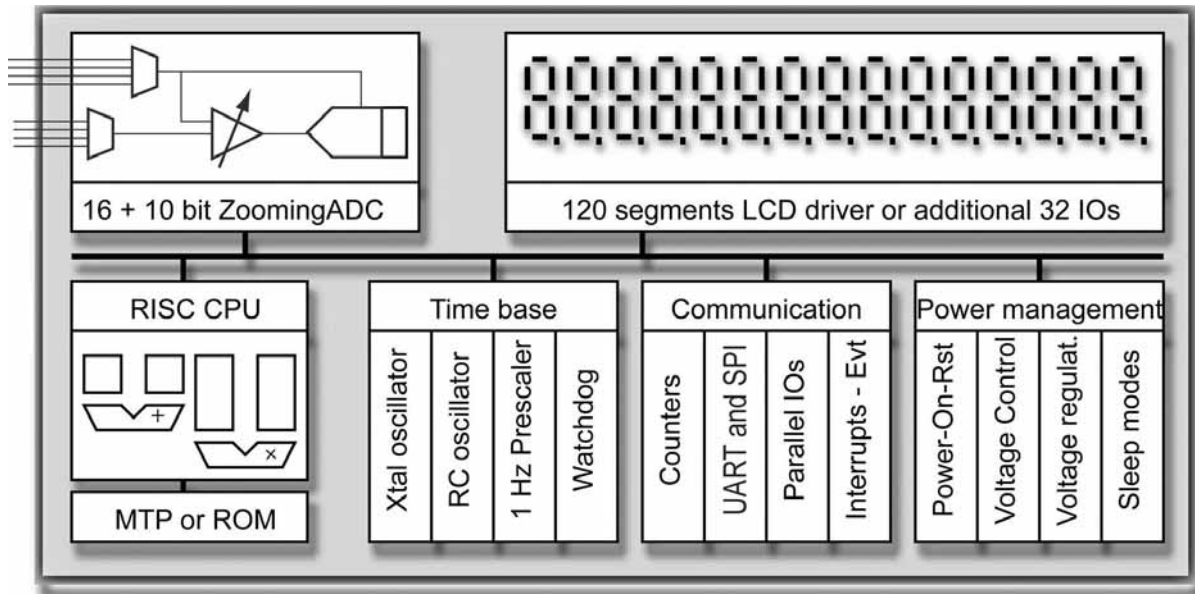 16 + 10 bit ZoomingADC
120 segments LCD driver or additional 32 IOs
RISC CPU
+
×
MTP or ROM
Time base
Xtal oscillator
RC oscillator
1 Hz Prescaler
Watchdog
Communication
Counters
UART and SPI
Parallel IOs
Interrupts - Evt
Power management
Power-On-Rst
Voltage Control
Voltage regulat.
Sleep modes